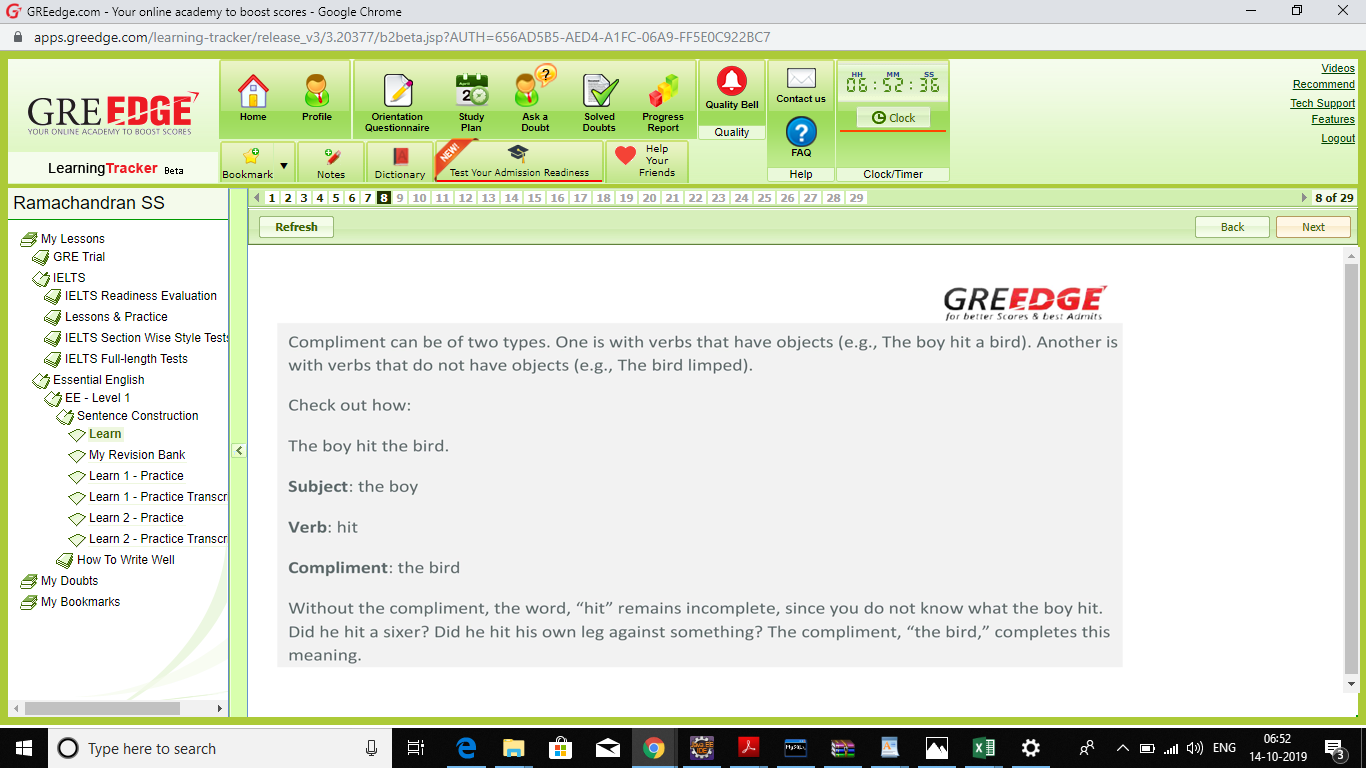 GREedge.com - Your online academy to boost scores - Google Chrome
apps.greedge.com/learning-tracker/release_v3/3.20377/b2beta.jsp?AUTH=656AD5B5-AED4-A1FC-06A9-FF5E0C922BC7
GREEDGE
YOUR ONLINE ACADEMY TO BOOST SCORES
LearningTracker Beta
Home
Profile
Orientation
Questionnaire
Study
Plan
Ask a
Doubt
Solved
Doubts
Progress
Report
Quality Bell
Quality
Contact us
FAQ
Help
HH MM SS
06:52:36
Clock
Clock/Timer
Videos
Recommend
Tech Support
Features
Logout
Bookmark
Notes
Dictionary
NEW!
Test Your Admission Readiness
Help
Your
Friends
Ramachandran SS
1 2 3 4 5 6 7 8 9 10 11 12 13 14 15 16 17 18 19 20 21 22 23 24 25 26 27 28 29
8 of 29
Refresh
Back
Next
My Lessons
GRE Trial
IELTS
IELTS Readiness Evaluation
Lessons & Practice
IELTS Section Wise Style Tests
IELTS Full-length Tests
Essential English
EE - Level 1
Sentence Construction
Learn
My Revision Bank
Learn 1 - Practice
Learn 1 - Practice Transcr
Learn 2 - Practice
Learn 2 - Practice Transcr
How To Write Well
My Doubts
My Bookmarks
GREEDGE
for better Scores & best Admits
Compliment can be of two types. One is with verbs that have objects (e.g., The boy hit a bird). Another is
with verbs that do not have objects (e.g., The bird limped).
Check out how:
The boy hit the bird.
Subject: the boy
Verb: hit
Compliment: the bird
Without the compliment, the word, “hit” remains incomplete, since you do not know what the boy hit.
Did he hit a sixer? Did he hit his own leg against something? The compliment, “the bird,” completes this
meaning.
Type here to search
ENG
06:52
14-10-2019
3